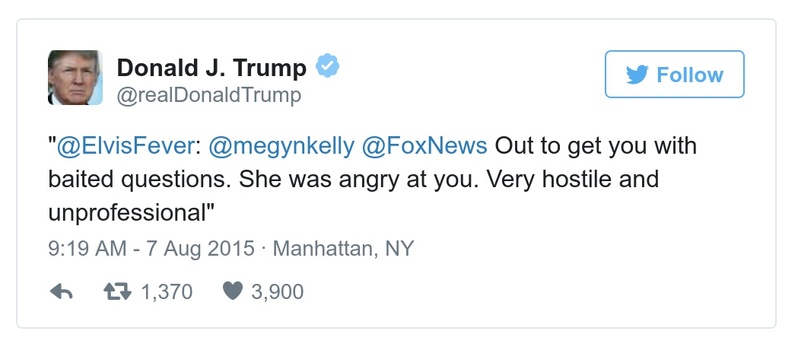 Donald J. Trump
@realDonaldTrump
Follow
"@ElvisFever: @megynkelly @FoxNews Out to get you with
baited questions. She was angry at you. Very hostile and
unprofessional"
9:19 AM - 7 Aug 2015 · Manhattan, NY
1,370 3,900